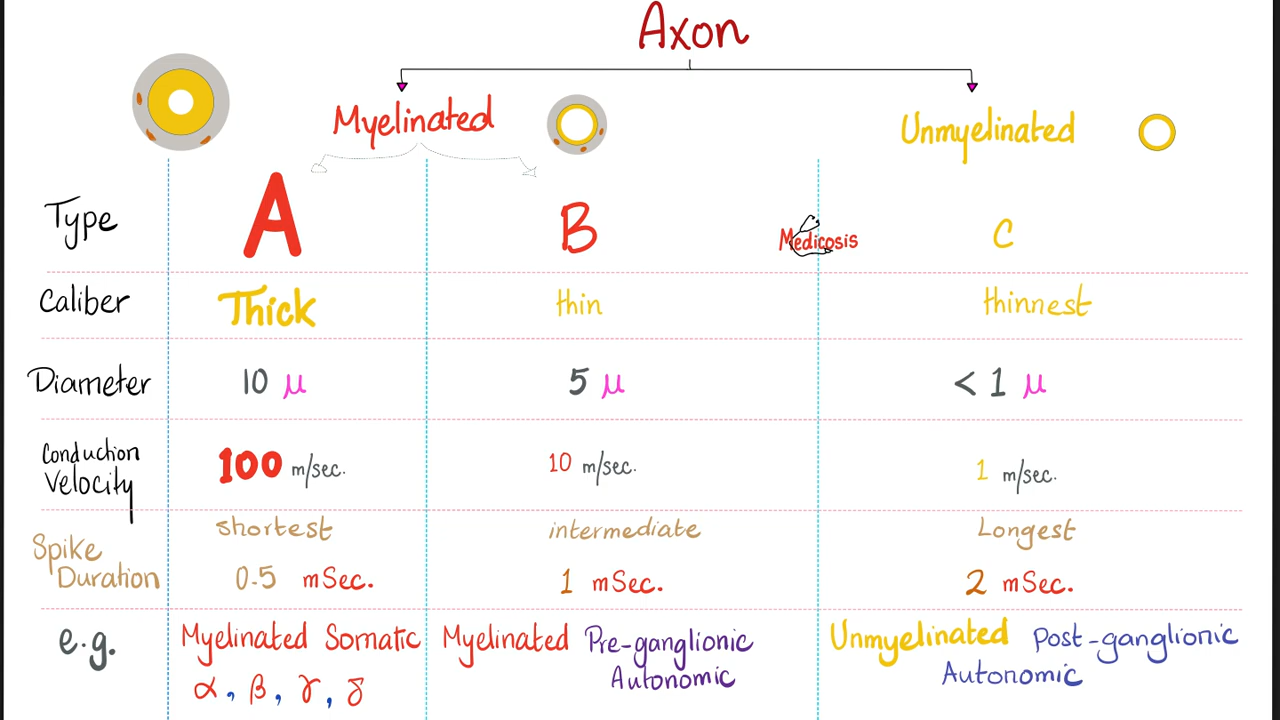 Axon
Myelinated
Unmyelinated
Type A B C
Medicosis
Caliber Thick thin thinnest
Diameter 10 μ 5 μ < 1 μ
Conduction
Velocity 100 m/sec. 10 m/sec. 1 m/sec.
Spike
Duration
shortest intermediate Longest
0.5 mSec. 1 mSec. 2 mSec.
e.g. Myelinated Somatic Myelinated Pre-ganglionic Unmyelinated Post-ganglionic
α, β, γ, δ Autonomic Autonomic